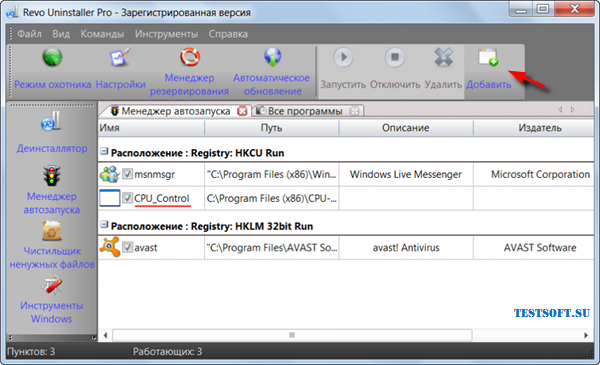 Revo Uninstaller Pro - Зарегистрированная версия
Файл Вид Команды Инструменты Справка
Режим охотника
Настройки
Менеджер
резервирования
Автоматическое
обновление
Запустить
Отключить
Удалить
Добавить
Деинсталлятор
Менеджер
автозапуска
Чистильщик
ненужных файлов
Инструменты
Windows
Менеджер автозапуска
Все программы
Имя Путь Описание Издатель
Расположение : Registry: HKCU Run
msnmsgr "C:\Program Files (x86)\Win... Windows Live Messenger Microsoft Corporation
CPU_Control C:\Program Files (x86)\CPU-...
Расположение : Registry: HKLM 32bit Run
avast "C:\Program Files\AVAST So... avast! Antivirus AVAST Software
TESTSOFT.SU
Пунктов: 3 Работающих: 3